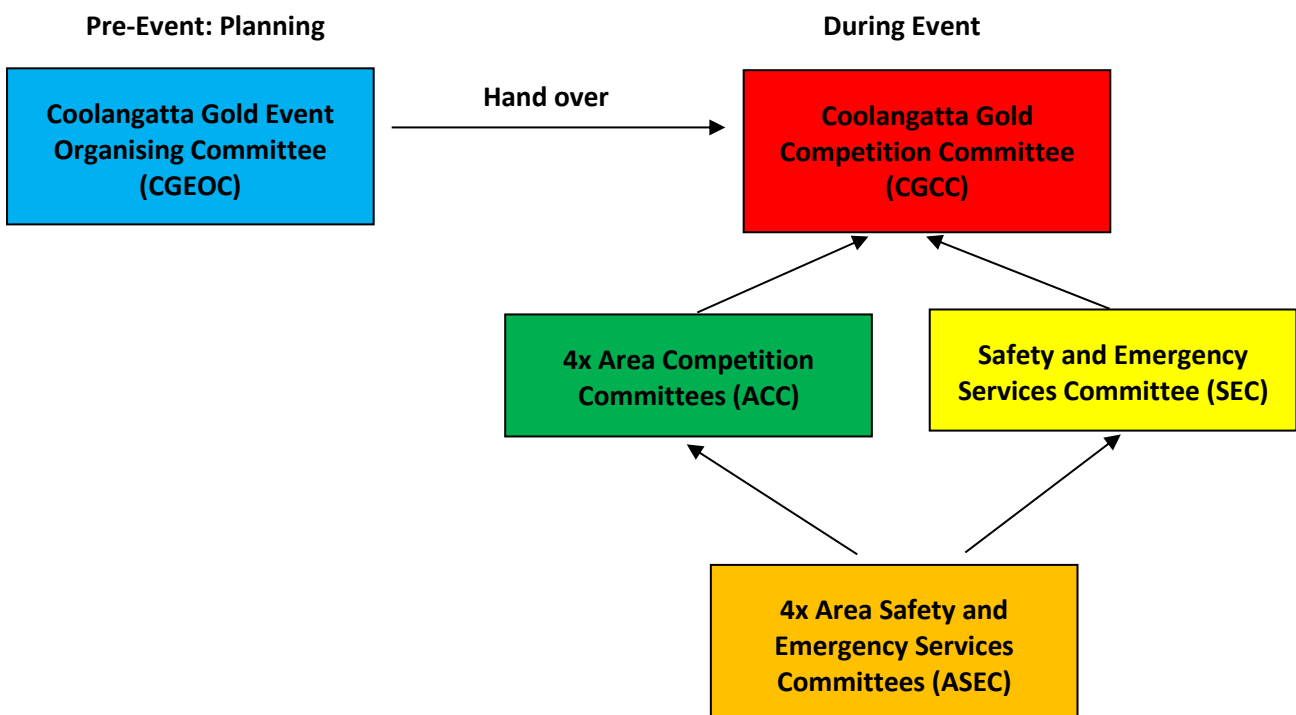 Pre-Event: Planning
During Event
Coolangatta Gold Event
Organising Committee
(CGEOC)
Hand over
Coolangatta Gold
Competition Committee
(CGCC)
4x Area Competition
Committees (ACC)
Safety and Emergency
Services Committee (SEC)
4x Area Safety and
Emergency Services
Committees (ASEC)